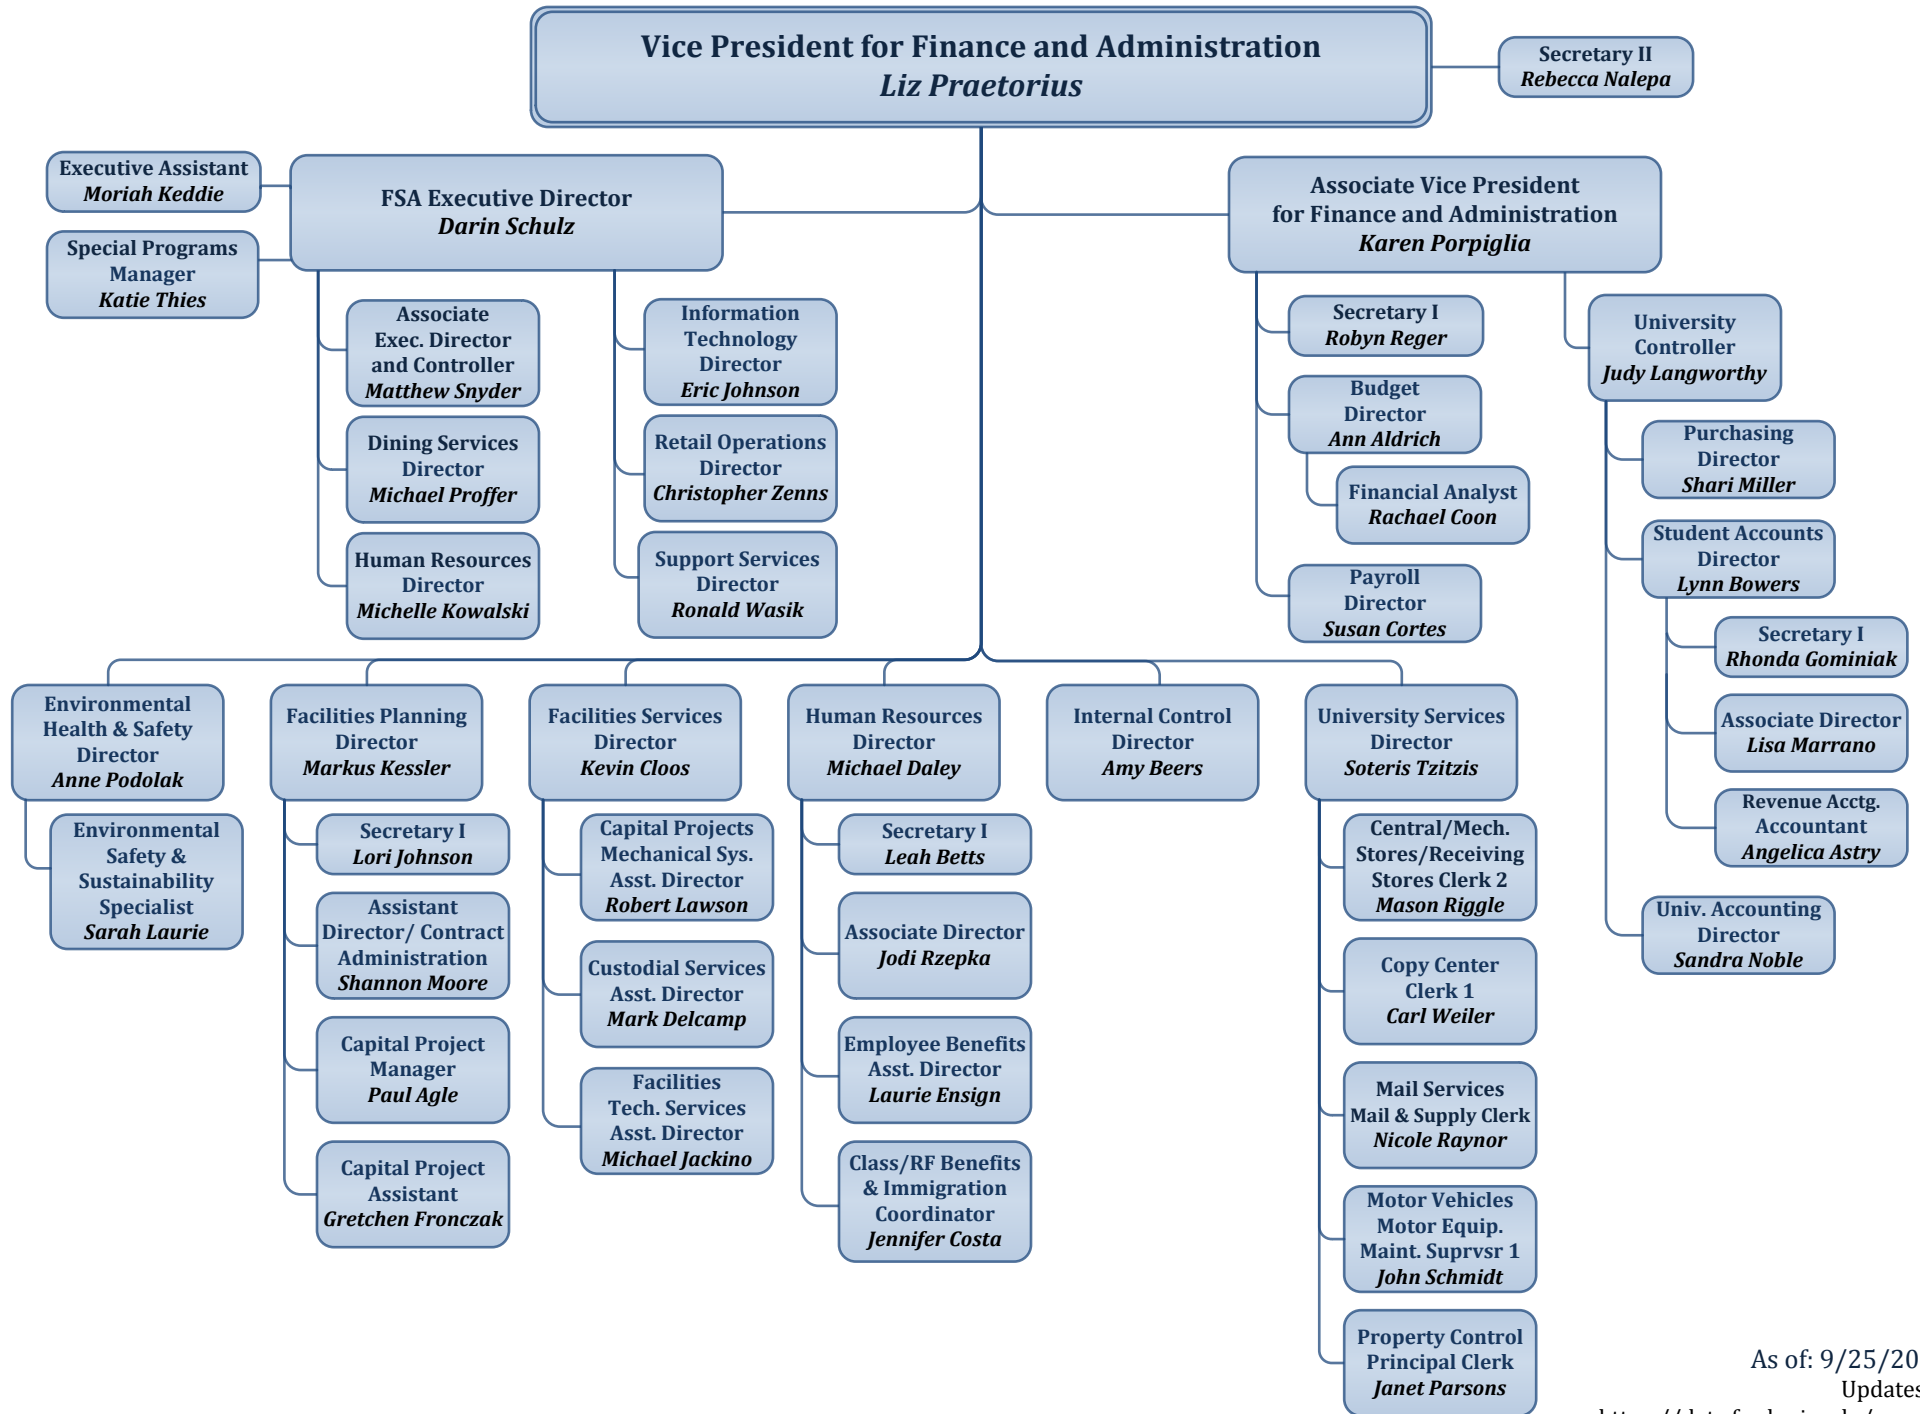 Vice President for Finance and Administration
Liz Praetorius
Secretary II
Rebecca Nalepa
Executive Assistant
Moriah Keddie
Special Programs
Manager
Katie Thies
FSA Executive Director
Darin Schulz
Associate
Exec. Director
and Controller
Matthew Snyder
Dining Services
Director
Michael Proffer
Human Resources
Director
Michelle Kowalski
Information
Technology
Director
Eric Johnson
Retail Operations
Director
Christopher Zenns
Support Services
Director
Ronald Wasik
Associate Vice President
for Finance and Administration
Karen Porpiglia
Secretary I
Robyn Reger
Budget
Director
Ann Aldrich
Financial Analyst
Rachael Coon
Payroll
Director
Susan Cortes
University
Controller
Judy Langworthy
Purchasing
Director
Shari Miller
Student Accounts
Director
Lynn Bowers
Secretary I
Rhonda Gominiak
Associate Director
Lisa Marrano
Revenue Acctg.
Accountant
Angelica Astry
Univ. Accounting
Director
Sandra Noble
Environmental
Health & Safety
Director
Anne Podolak
Environmental
Safety &
Sustainability
Specialist
Sarah Laurie
Facilities Planning
Director
Markus Kessler
Secretary I
Lori Johnson
Assistant
Director/ Contract
Administration
Shannon Moore
Capital Project
Manager
Paul Agle
Capital Project
Assistant
Gretchen Fronczak
Facilities Services
Director
Kevin Cloos
Capital Projects
Mechanical Sys.
Asst. Director
Robert Lawson
Custodial Services
Asst. Director
Mark Delcamp
Facilities
Tech. Services
Asst. Director
Michael Jackino
Human Resources
Director
Michael Daley
Secretary I
Leah Betts
Associate Director
Jodi Rzepka
Employee Benefits
Asst. Director
Laurie Ensign
Class/RF Benefits
& Immigration
Coordinator
Jennifer Costa
Internal Control
Director
Amy Beers
University Services
Director
Soteris Tzitzis
Central/Mech.
Stores/Receiving
Stores Clerk 2
Mason Riggle
Copy Center
Clerk 1
Carl Weiler
Mail Services
Mail & Supply Clerk
Nicole Raynor
Motor Vehicles
Motor Equip.
Maint. Suprvsr 1
John Schmidt
Property Control
Principal Clerk
Janet Parsons
As of: 9/25/20
Updates